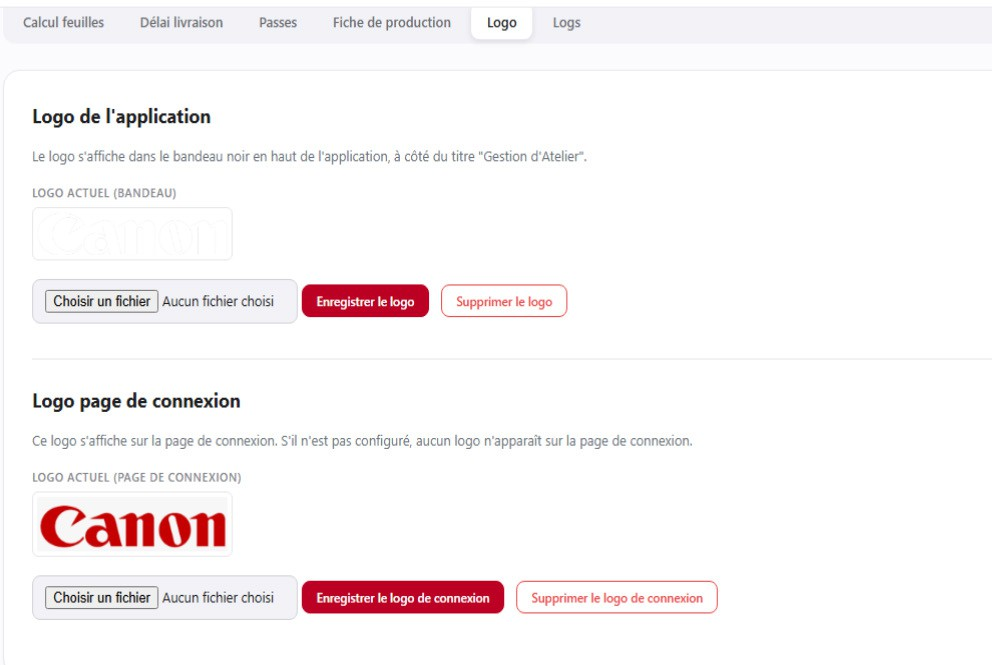 Calcul feuilles Délai livraison Passes Fiche de production Logo Logs
Logo de l'application
Le logo s'affiche dans le bandeau noir en haut de l'application, à côté du titre "Gestion d'Atelier".
LOGO ACTUEL (BANDEAU)
Canon
Choisir un fichier Aucun fichier choisi Enregistrer le logo Supprimer le logo
Logo page de connexion
Ce logo s'affiche sur la page de connexion. S'il n'est pas configuré, aucun logo n'apparaît sur la page de connexion.
LOGO ACTUEL (PAGE DE CONNEXION)
Canon
Choisir un fichier Aucun fichier choisi Enregistrer le logo de connexion Supprimer le logo de connexion